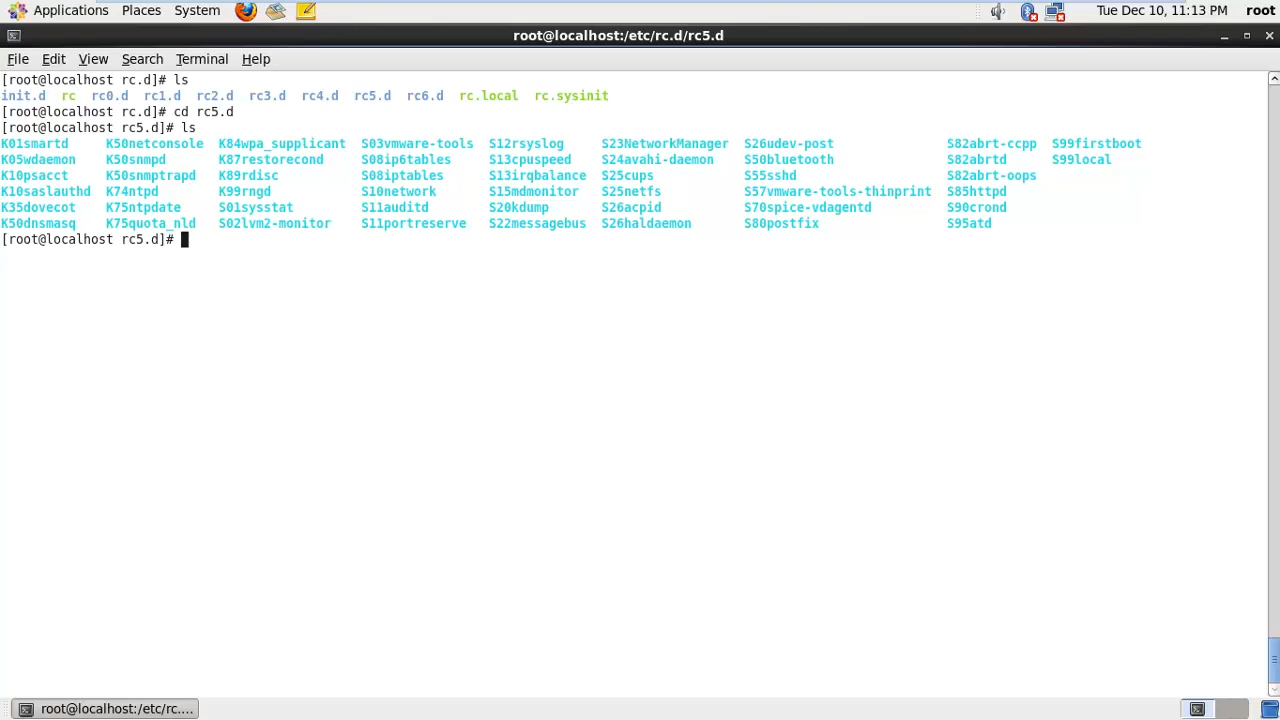 Applications Places System Tue Dec 10, 11:13 PM root
root@localhost:/etc/rc.d/rc5.d
File Edit View Search Terminal Help
[root@localhost rc.d]# ls
init.d rc rc0.d rc1.d rc2.d rc3.d rc4.d rc5.d rc6.d rc.local rc.sysinit
[root@localhost rc.d]# cd rc5.d
[root@localhost rc5.d]# ls
K01smartd K50netconsole K84wpa_supplicant S03vmware-tools S12rsyslog S23NetworkManager S26udev-post S82abrt-ccpp S99firstboot
K05wdaemon K50snmpd K87restorecond S08ip6tables S13cpuspeed S24avahi-daemon S50bluetooth S82abrtd S99local
K10psacct K50snmptrapd K89rdisc S08iptables S13irqbalance S25cups S55sshd S82abrt-oops
K10saslauthd K74ntpd K99rngd S10network S15mdmonitor S25netfs S57vmware-tools-thinprint S85httpd
K35dovecot K75ntpdate S01sysstat S11auditd S20kdump S26acpid S70spice-vdagentd S90crond
K50dnsmasq K75quota_nld S02lvm2-monitor S11portreserve S22messagebus S26haldaemon S80postfix S95atd
[root@localhost rc5.d]#
root@localhost:/etc/rc....